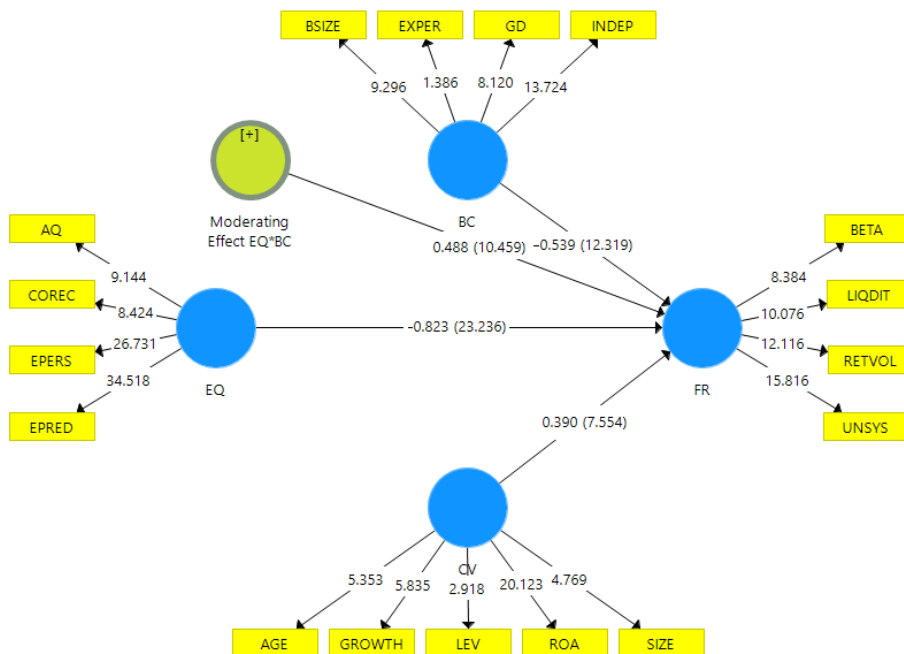 BSIZE EXPER GD INDEP
9.296 1.386 8.120 13.724
[+]
Moderating
Effect EQ*BC
BC
0.488 (10.459) −0.539 (12.319)
AQ
COREC
EPERS
EPRED
9.144
8.424
26.731
34.518
EQ
-0.823 (23.236)
BETA
LIQDIT
RETVOL
UNSYS
8.384
10.076
12.116
15.816
FR
0.390 (7.554)
CV
5.353 5.835 2.918 20.123 4.769
AGE GROWTH LEV ROA SIZE